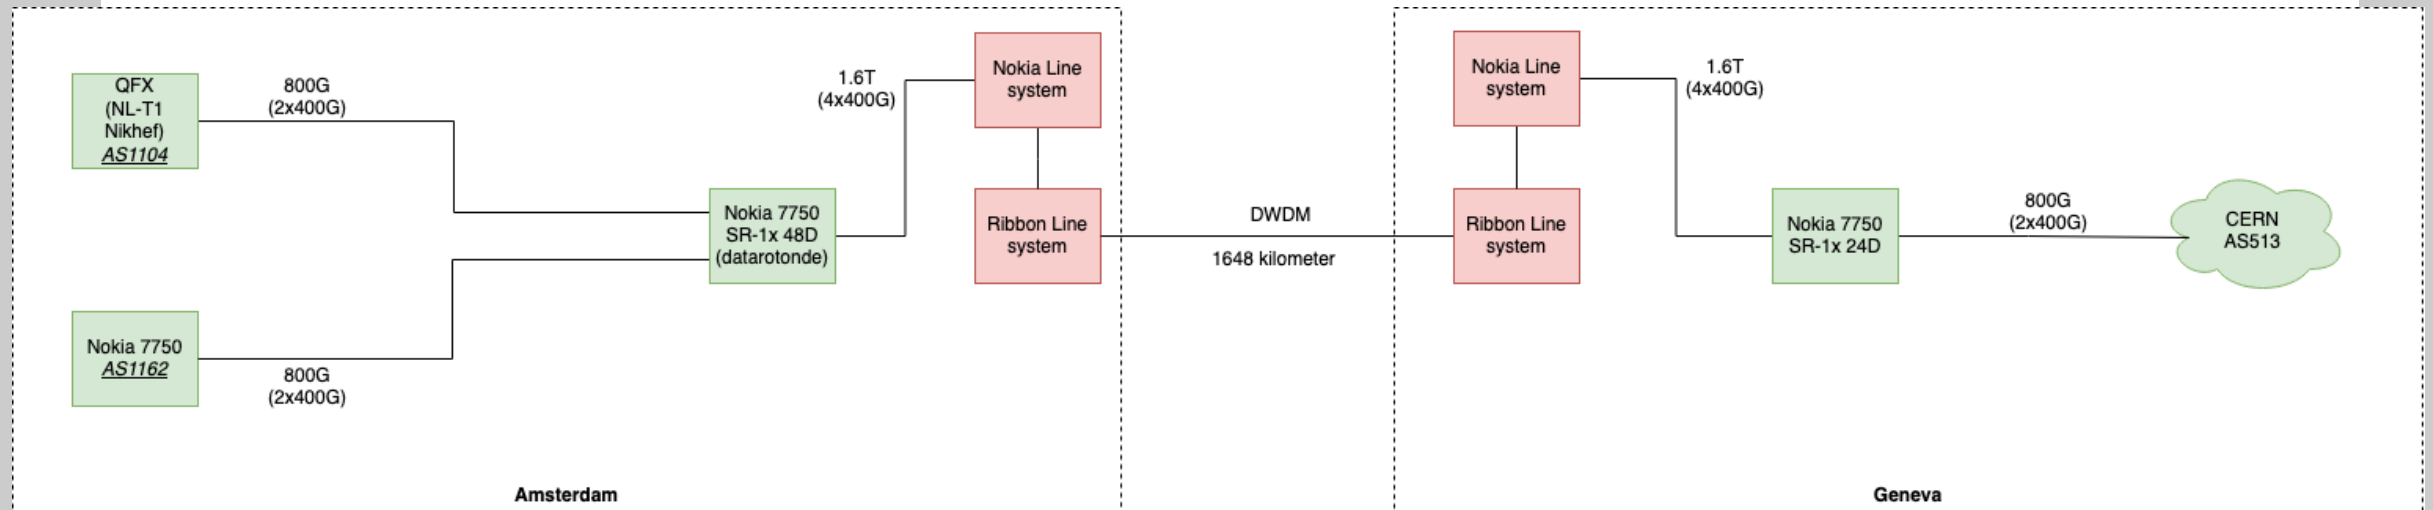 QFX
(NL-T1
Nikhef)
AS1104
800G
(2x400G)
Nokia 7750
AS1162
800G
(2x400G)
Nokia 7750
SR-1x 48D
(datarotonde)
1.6T
(4x400G)
Nokia Line
system
Ribbon Line
system
Amsterdam
DWDM
1648 kilometer
Nokia Line
system
Ribbon Line
system
1.6T
(4x400G)
Nokia 7750
SR-1x 24D
800G
(2x400G)
CERN
AS513
Geneva